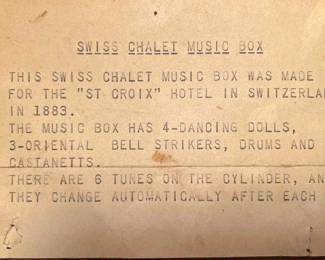 SWISS CHALET MUSIC BOX
THIS SWISS CHALET MUSIC BOX WAS MADE
FOR THE "ST CROIX" HOTEL IN SWITZERLA
IN 1883.
THE MUSIC BOX HAS 4-DANCING DOLLS,
3-ORIENTAL BELL STRIKERS, DRUMS AND
CASTANETTS.
THERE ARE 6 TUNES ON THE CYLINDER, AN
THEY CHANGE AUTOMATICALLY AFTER EACH